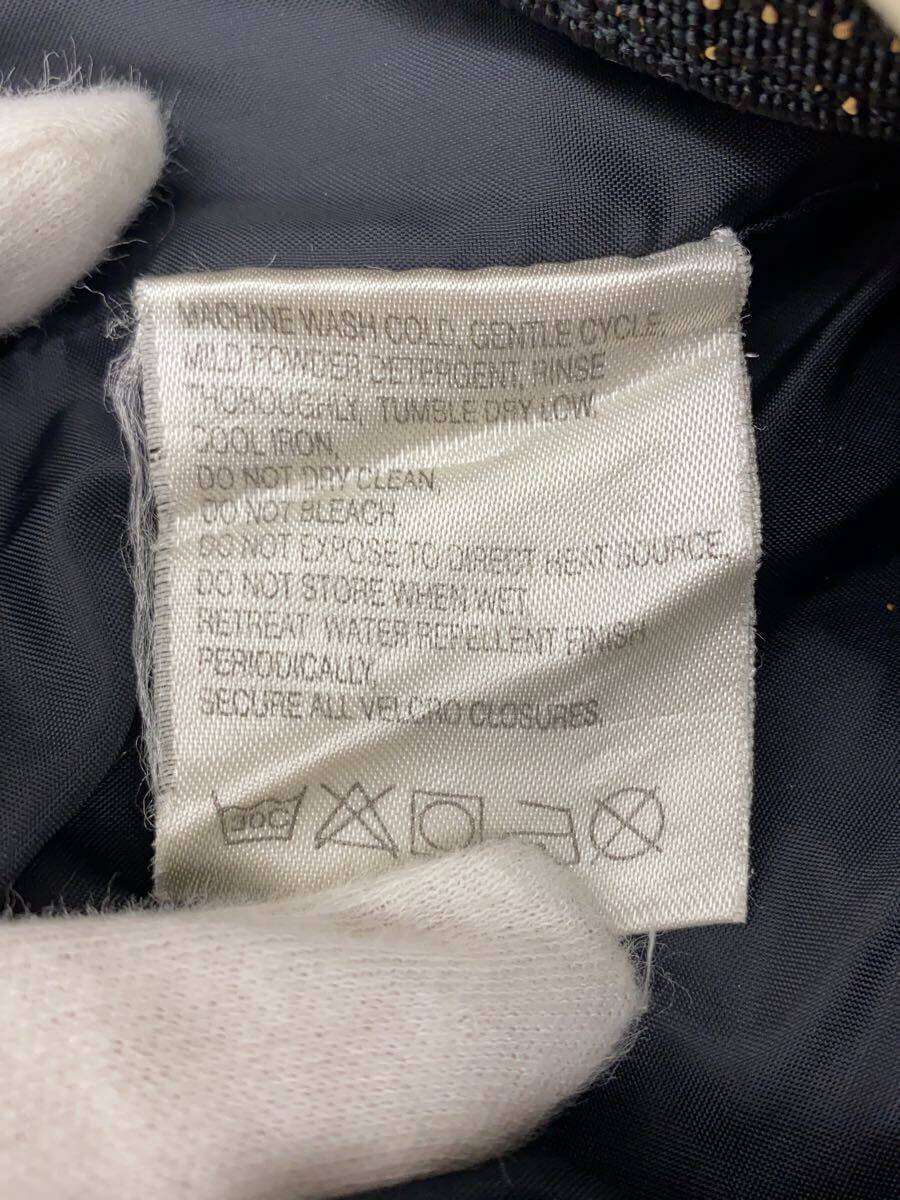 MACHINE WASH COLD, GENTLE CYCLE,
MILD POWDER DETERGENT, RINSE
THOROUGHLY, TUMBLE DRY LOW,
COOL IRON,
DO NOT DRY CLEAN,
DO NOT BLEACH.
DO NOT EXPOSE TO DIRECT HEAT SOURCE,
DO NOT STORE WHEN WET
RETREAT WATER REPELLENT FINISH
PERIODICALLY
SECURE ALL VELCRO CLOSURES.
30C